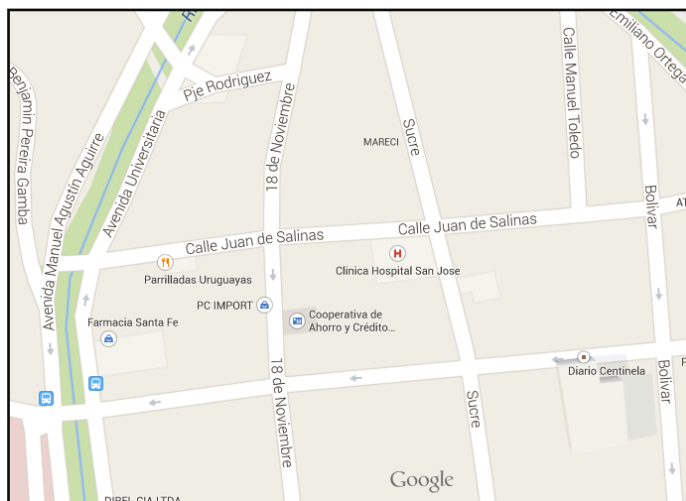 Emiliano Ortega
Calle Manuel Toledo
Pje Rodriguez
Benjamin Pereira Gamba
Avenida Manuel Agustín Aguirre
Avenida Universitaria
18 de Noviembre
Sucre
MARECI
Bolivar
AT
Calle Juan de Salinas
Calle Juan de Salinas
Clinica Hospital San Jose
Parrilladas Uruguayas
PC IMPORT
Cooperativa de
Ahorro y Crédito...
Farmacia Santa Fe
Diario Centinela
18 de Noviembre
Sucre
Bolivar
Google